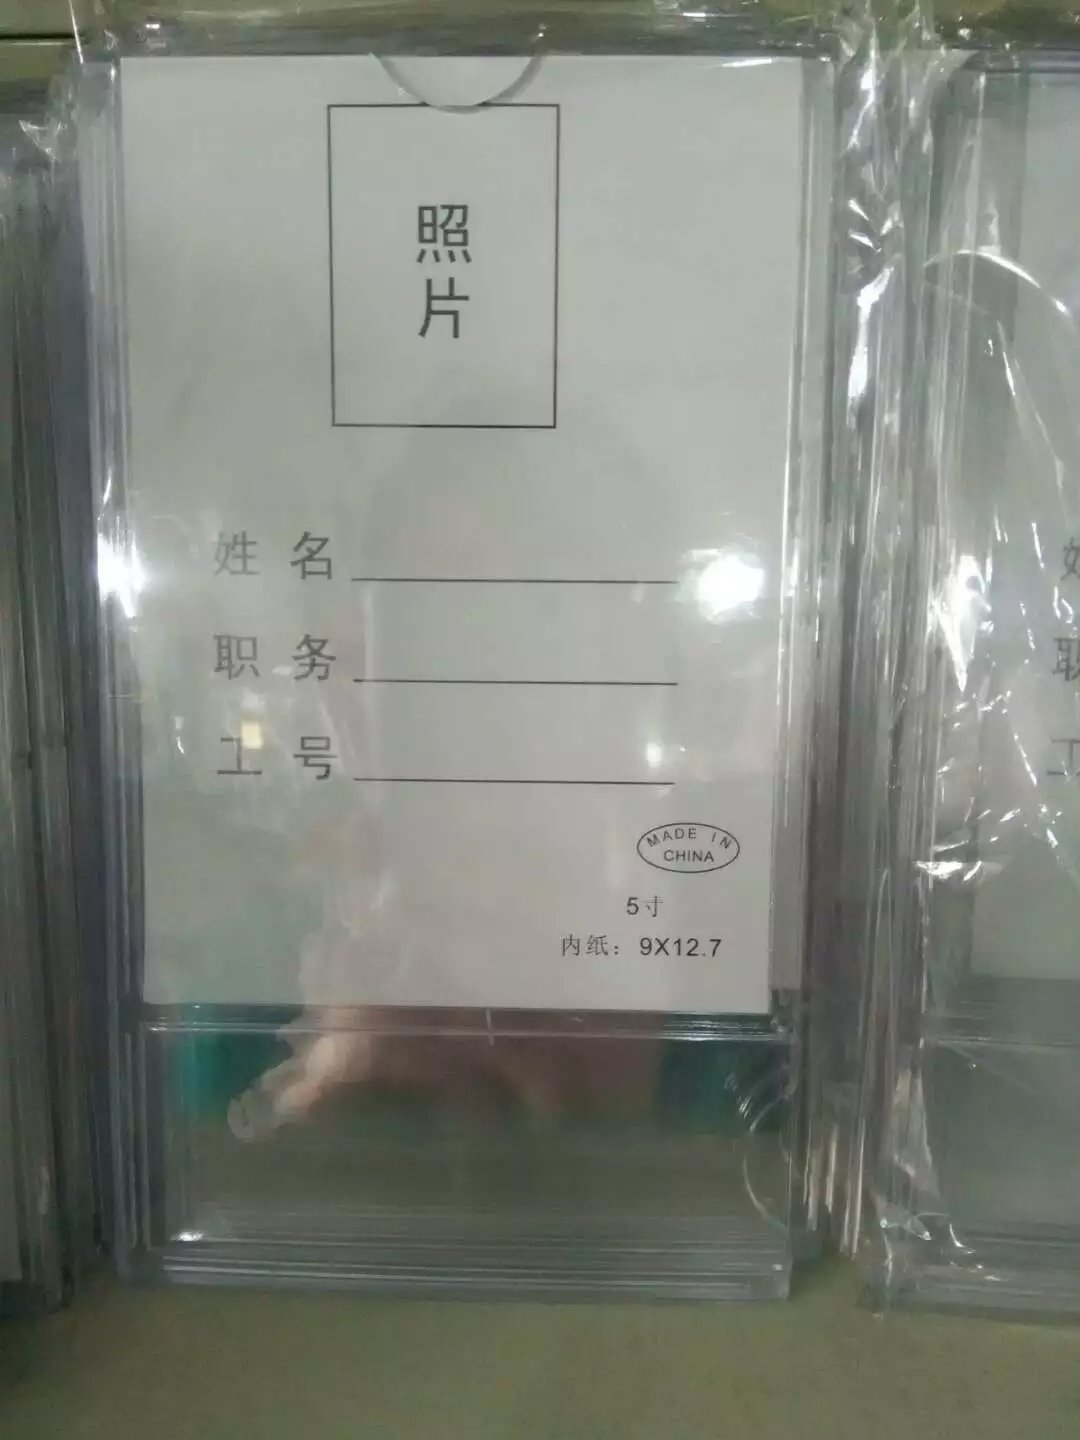 照
片
姓 名
职 务
工 号
MADE IN
CHINA
5寸
内纸：9X12.7